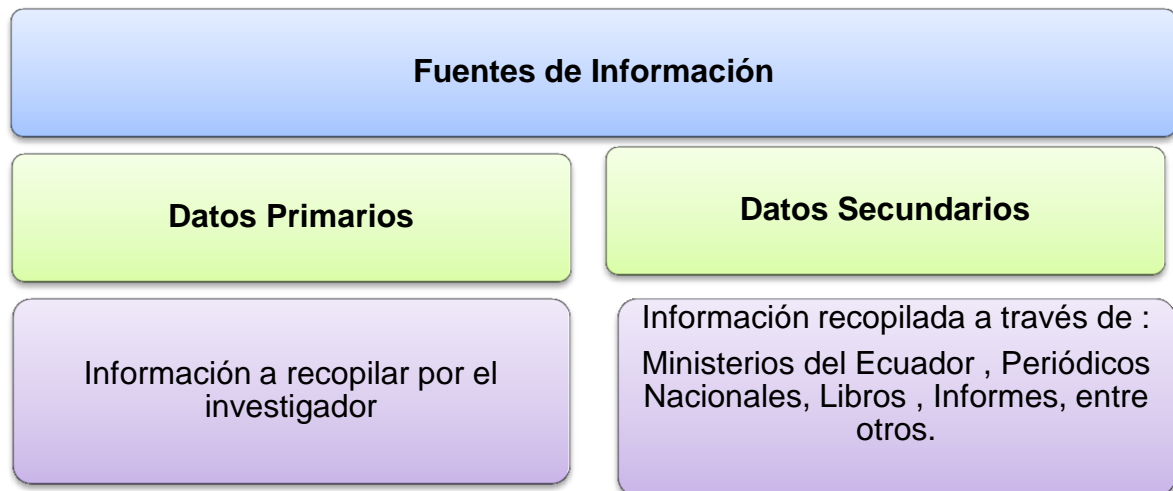 Fuentes de Información
Datos Primarios
Datos Secundarios
Información a recopilar por el
investigador
Información recopilada a través de :
Ministerios del Ecuador , Periódicos
Nacionales, Libros , Informes, entre
otros.